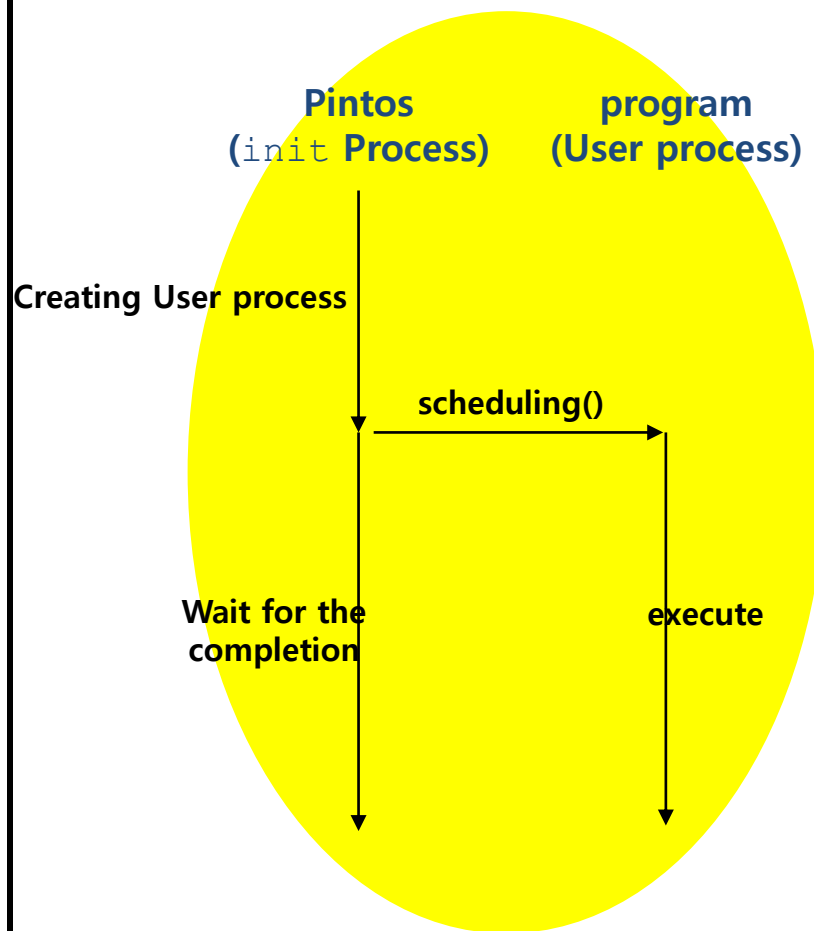 Pintos
(init Process)
program
(User process)
Creating User process
scheduling()
Wait for the
completion
execute